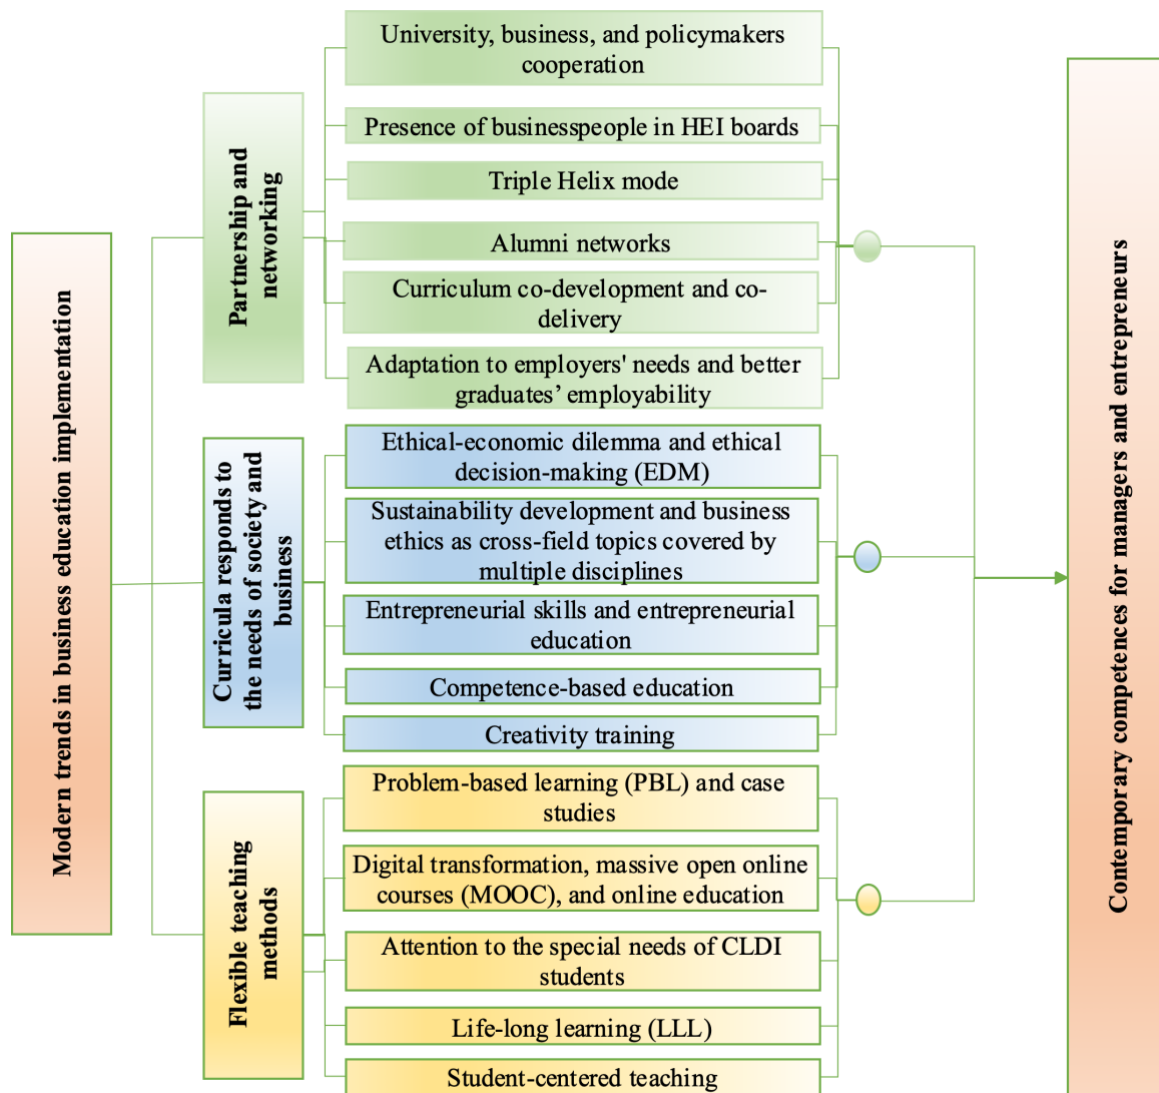 Modern trends in business education implementation
Partnership and
networking
University, business, and policymakers
cooperation
Presence of businesspeople in HEI boards
Triple Helix mode
Alumni networks
Curriculum co-development and co-
delivery
Adaptation to employers' needs and better
graduates’ employability
Curricula responds to
the needs of society and
business
Ethical-economic dilemma and ethical
decision-making (EDM)
Sustainability development and business
ethics as cross-field topics covered by
multiple disciplines
Entrepreneurial skills and entrepreneurial
education
Competence-based education
Creativity training
Flexible teaching
methods
Problem-based learning (PBL) and case
studies
Digital transformation, massive open online
courses (MOOC), and online education
Attention to the special needs of CLDI
students
Life-long learning (LLL)
Student-centered teaching
Contemporary competences for managers and entrepreneurs